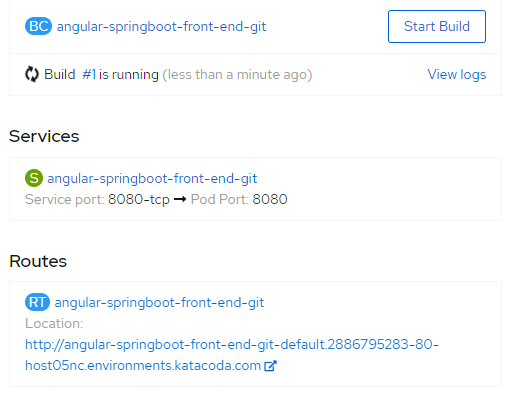 BC angular-springboot-front-end-git
Start Build
Build #1 is running (less than a minute ago)
View logs
Services
S angular-springboot-front-end-git
Service port: 8080-tcp ➞ Pod Port: 8080
Routes
RT angular-springboot-front-end-git
Location:
http://angular-springboot-front-end-git-default.2886795283-80-
host05nc.environments.katacoda.com